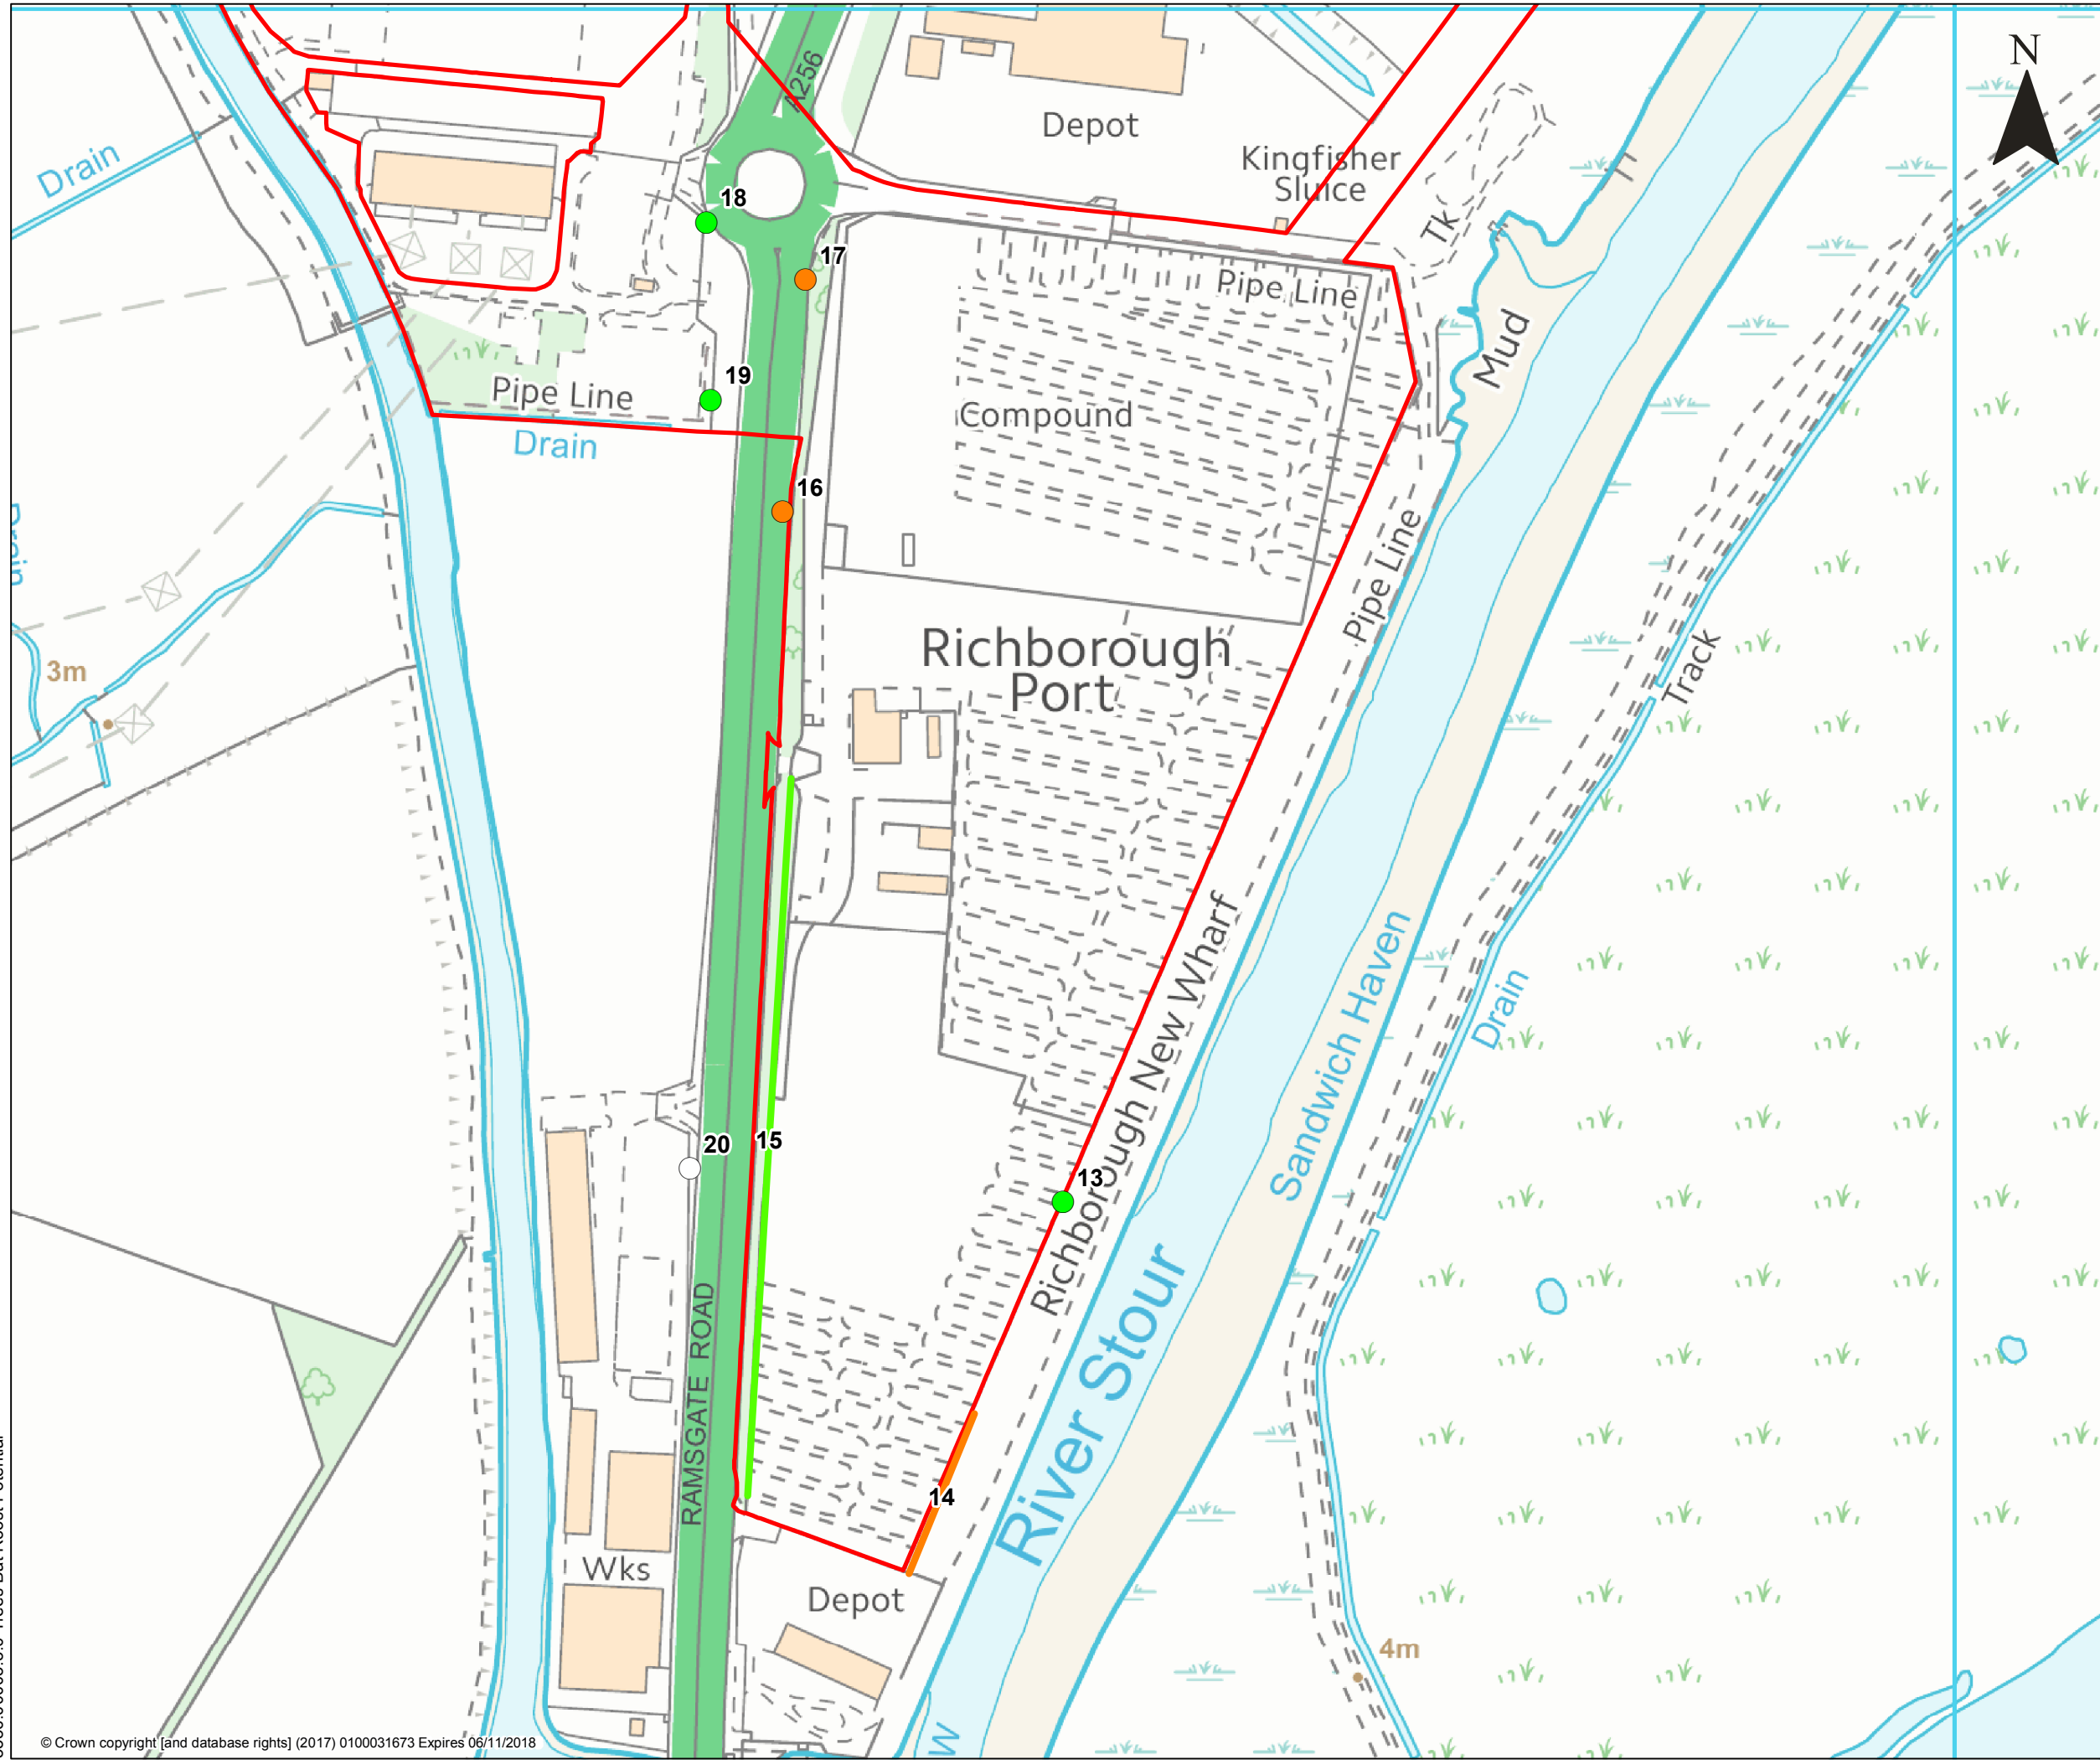 N
A256
Depot
Kingfisher
Sluice
Drain
18
17
Tk
Pipe Line
Mud
19
Pipe Line
Compound
Drain
16
Drain
Pipe Line
Richborough
Port
3m
Track
Richborough New Wharf
Sandwich Haven
Drain
20
15
13
River Stour
RAMSGATE ROAD
14
Wks
Depot
4m
W
© Crown copyright [and database rights] (2017) 0100031673 Expires 06/11/2018